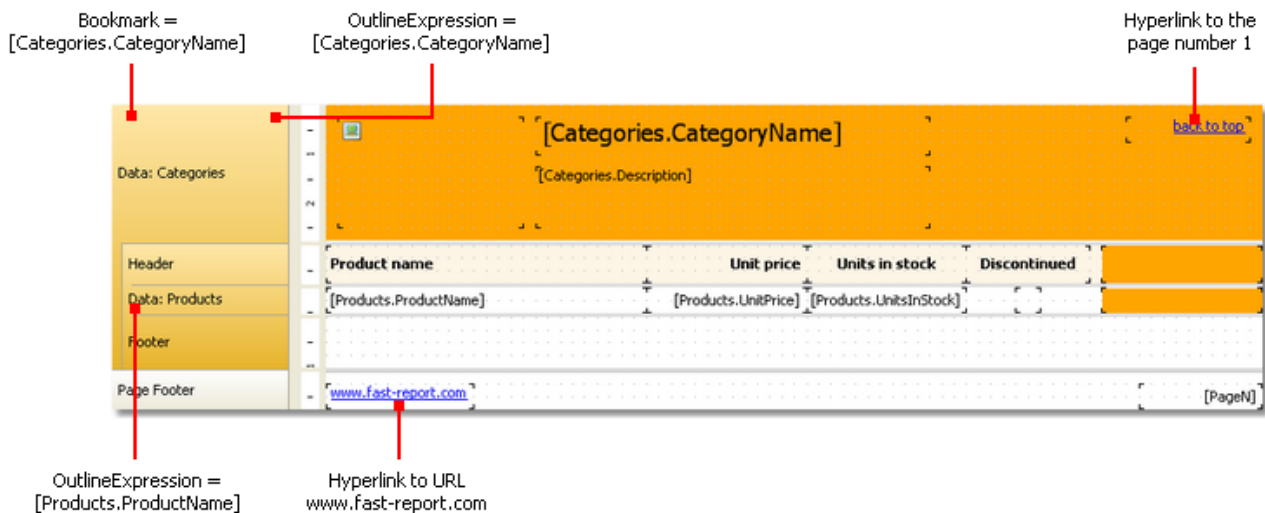 Bookmark =
[Categories.CategoryName]
OutlineExpression =
[Categories.CategoryName]
Hyperlink to the
page number 1
[Categories.CategoryName]
back to top
Data: Categories
[Categories.Description]
Header
Product name
Unit price
Units in stock
Discontinued
Data: Products
[Products.ProductName]
[Products.UnitPrice]
[Products.UnitsInStock]
Footer
Page Footer
www.fast-report.com
[PageN]
OutlineExpression =
[Products.ProductName]
Hyperlink to URL
www.fast-report.com